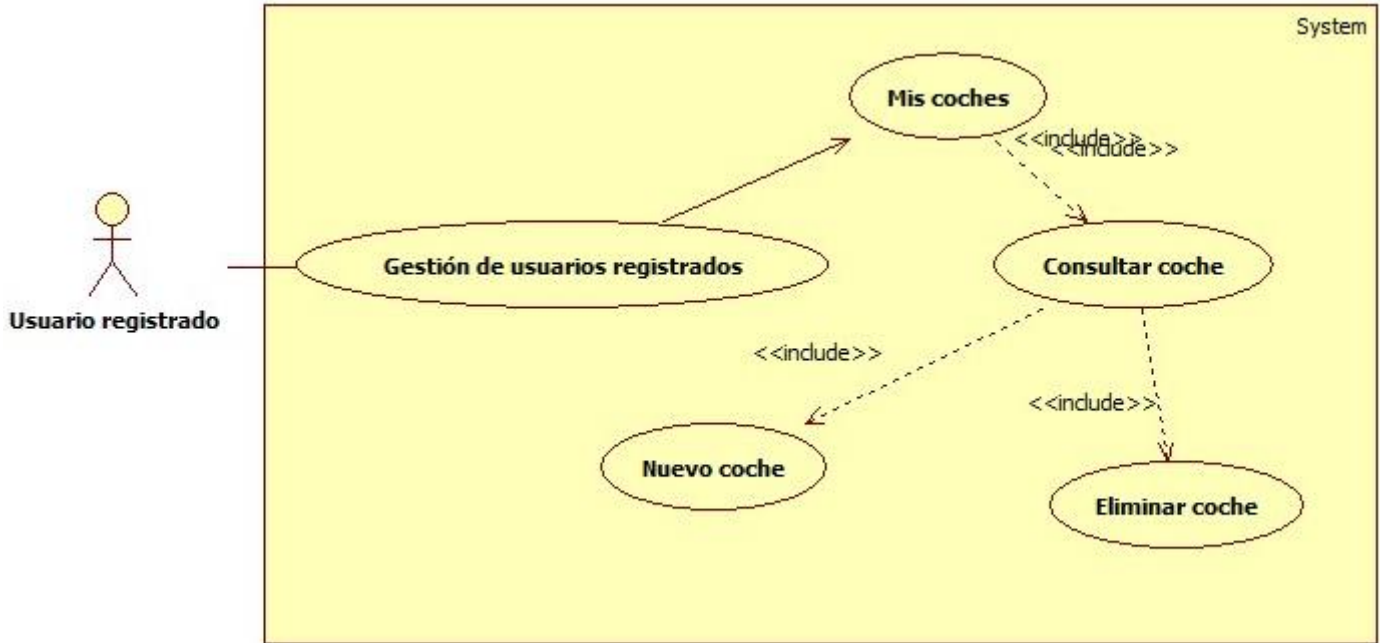 System
Mis coches
<<include>>
<<include>>
Gestión de usuarios registrados
Consultar coche
Usuario registrado
<<include>>
<<include>>
Nuevo coche
Eliminar coche